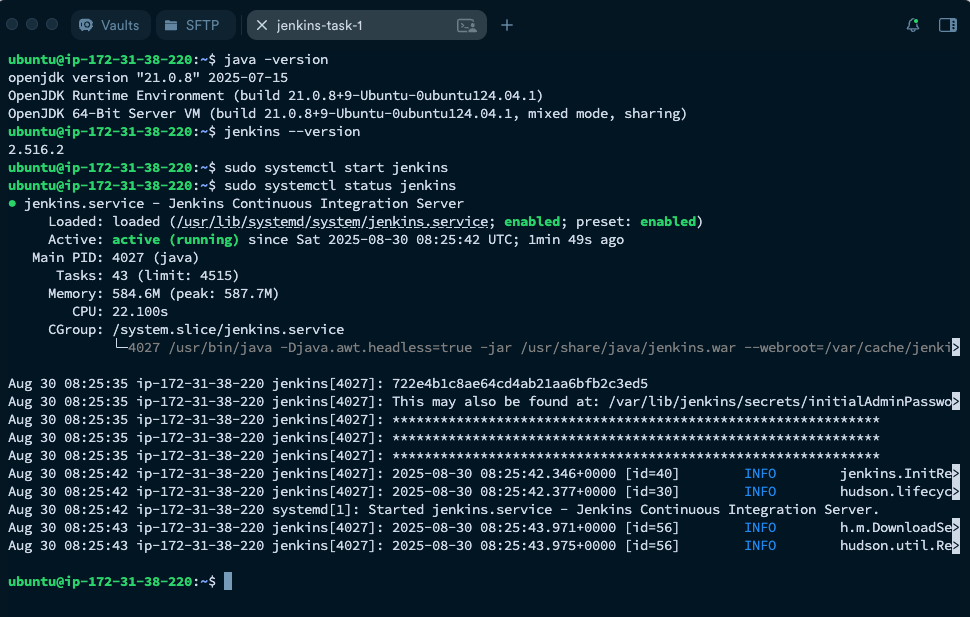 Vaults SFTP jenkins-task-1
ubuntu@ip-172-31-38-220:~$ java -version
openjdk version "21.0.8" 2025-07-15
OpenJDK Runtime Environment (build 21.0.8+9-Ubuntu-0ubuntu124.04.1)
OpenJDK 64-Bit Server VM (build 21.0.8+9-Ubuntu-0ubuntu124.04.1, mixed mode, sharing)
ubuntu@ip-172-31-38-220:~$ jenkins --version
2.516.2
ubuntu@ip-172-31-38-220:~$ sudo systemctl start jenkins
ubuntu@ip-172-31-38-220:~$ sudo systemctl status jenkins
● jenkins.service - Jenkins Continuous Integration Server
     Loaded: loaded (/usr/lib/systemd/system/jenkins.service; enabled; preset: enabled)
     Active: active (running) since Sat 2025-08-30 08:25:42 UTC; 1min 49s ago
   Main PID: 4027 (java)
      Tasks: 43 (limit: 4515)
     Memory: 584.6M (peak: 587.7M)
        CPU: 22.100s
     CGroup: /system.slice/jenkins.service
             └─4027 /usr/bin/java -Djava.awt.headless=true -jar /usr/share/java/jenkins.war --webroot=/var/cache/jenki>
Aug 30 08:25:35 ip-172-31-38-220 jenkins[4027]: 722e4b1c8ae64cd4ab21aa6bfb2c3ed5
Aug 30 08:25:35 ip-172-31-38-220 jenkins[4027]: This may also be found at: /var/lib/jenkins/secrets/initialAdminPasswo>
Aug 30 08:25:35 ip-172-31-38-220 jenkins[4027]: *************************************************************
Aug 30 08:25:35 ip-172-31-38-220 jenkins[4027]: *************************************************************
Aug 30 08:25:35 ip-172-31-38-220 jenkins[4027]: *************************************************************
Aug 30 08:25:42 ip-172-31-38-220 jenkins[4027]: 2025-08-30 08:25:42.346+0000 [id=40]        INFO        jenkins.InitRe>
Aug 30 08:25:42 ip-172-31-38-220 jenkins[4027]: 2025-08-30 08:25:42.377+0000 [id=30]        INFO        hudson.lifecyc>
Aug 30 08:25:42 ip-172-31-38-220 systemd[1]: Started jenkins.service - Jenkins Continuous Integration Server.
Aug 30 08:25:43 ip-172-31-38-220 jenkins[4027]: 2025-08-30 08:25:43.971+0000 [id=56]        INFO        h.m.DownloadSe>
Aug 30 08:25:43 ip-172-31-38-220 jenkins[4027]: 2025-08-30 08:25:43.975+0000 [id=56]        INFO        hudson.util.Re>
ubuntu@ip-172-31-38-220:~$